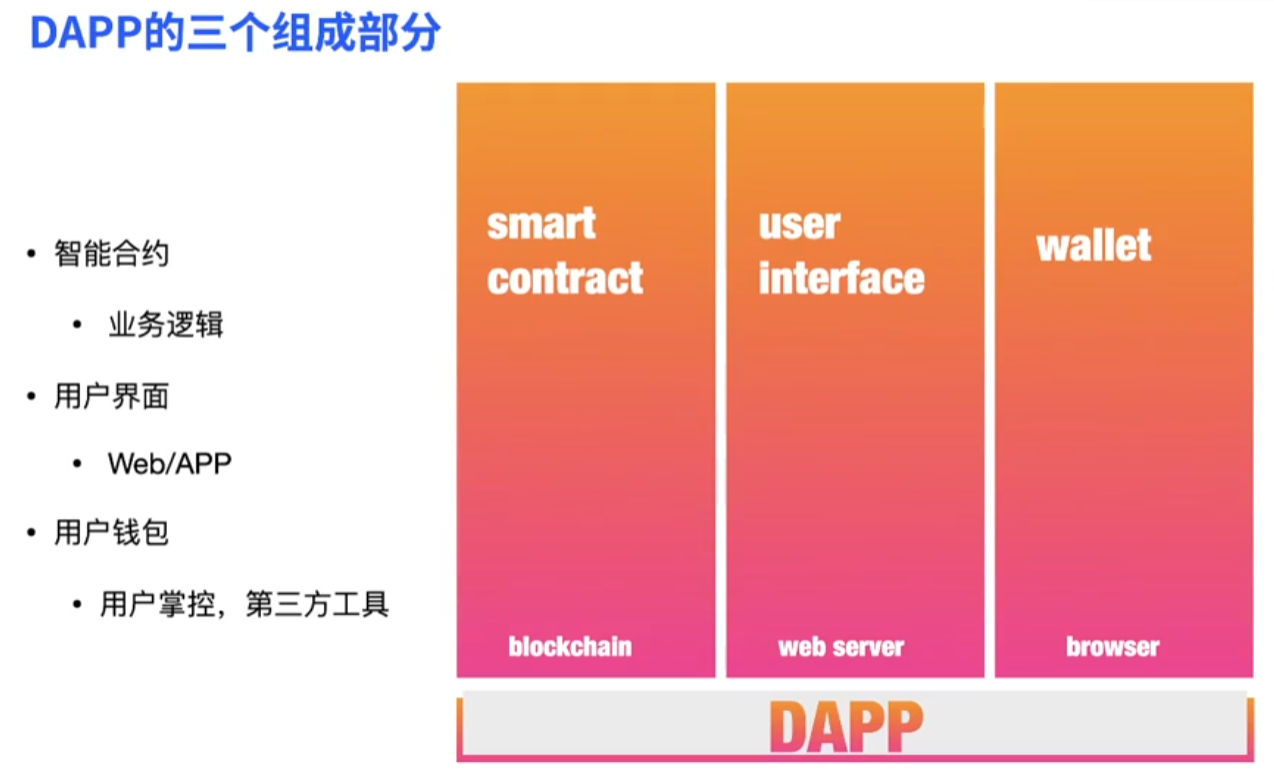 DAPP的三个组成部分
• 智能合约
• 业务逻辑
• 用户界面
• Web/APP
• 用户钱包
• 用户掌控，第三方工具
smart
contract
blockchain
user
interface
web server
wallet
browser
DAPP